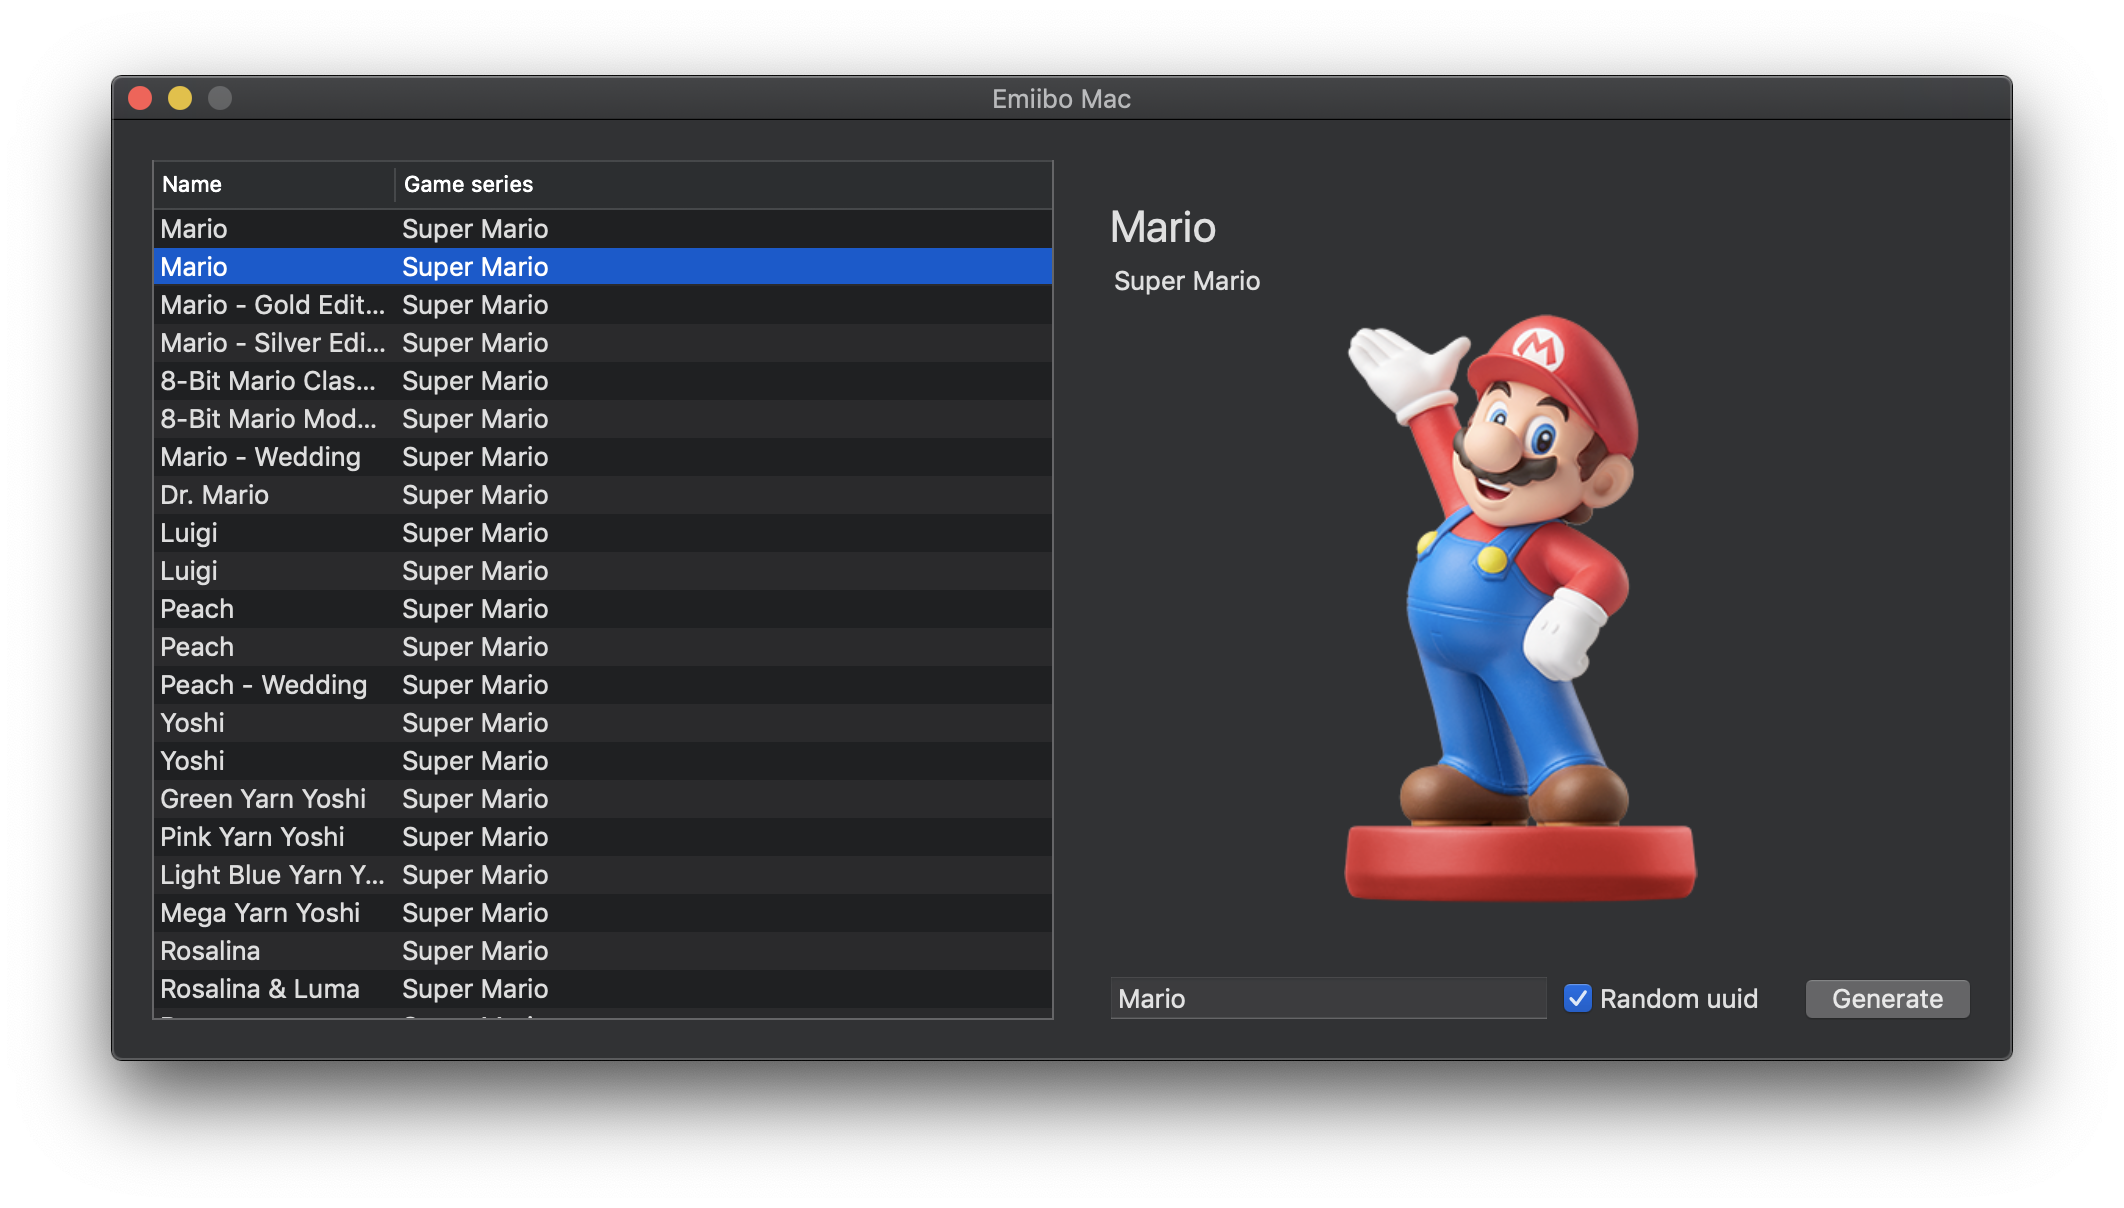 Emiibo Mac
Name Game series
Mario Super Mario
Mario Super Mario
Mario - Gold Edit... Super Mario
Mario - Silver Edi... Super Mario
8-Bit Mario Clas... Super Mario
8-Bit Mario Mod... Super Mario
Mario - Wedding Super Mario
Dr. Mario Super Mario
Luigi Super Mario
Luigi Super Mario
Peach Super Mario
Peach Super Mario
Peach - Wedding Super Mario
Yoshi Super Mario
Yoshi Super Mario
Green Yarn Yoshi Super Mario
Pink Yarn Yoshi Super Mario
Light Blue Yarn Y... Super Mario
Mega Yarn Yoshi Super Mario
Rosalina Super Mario
Rosalina & Luma Super Mario
Mario
Super Mario
M
Mario Random uuid Generate